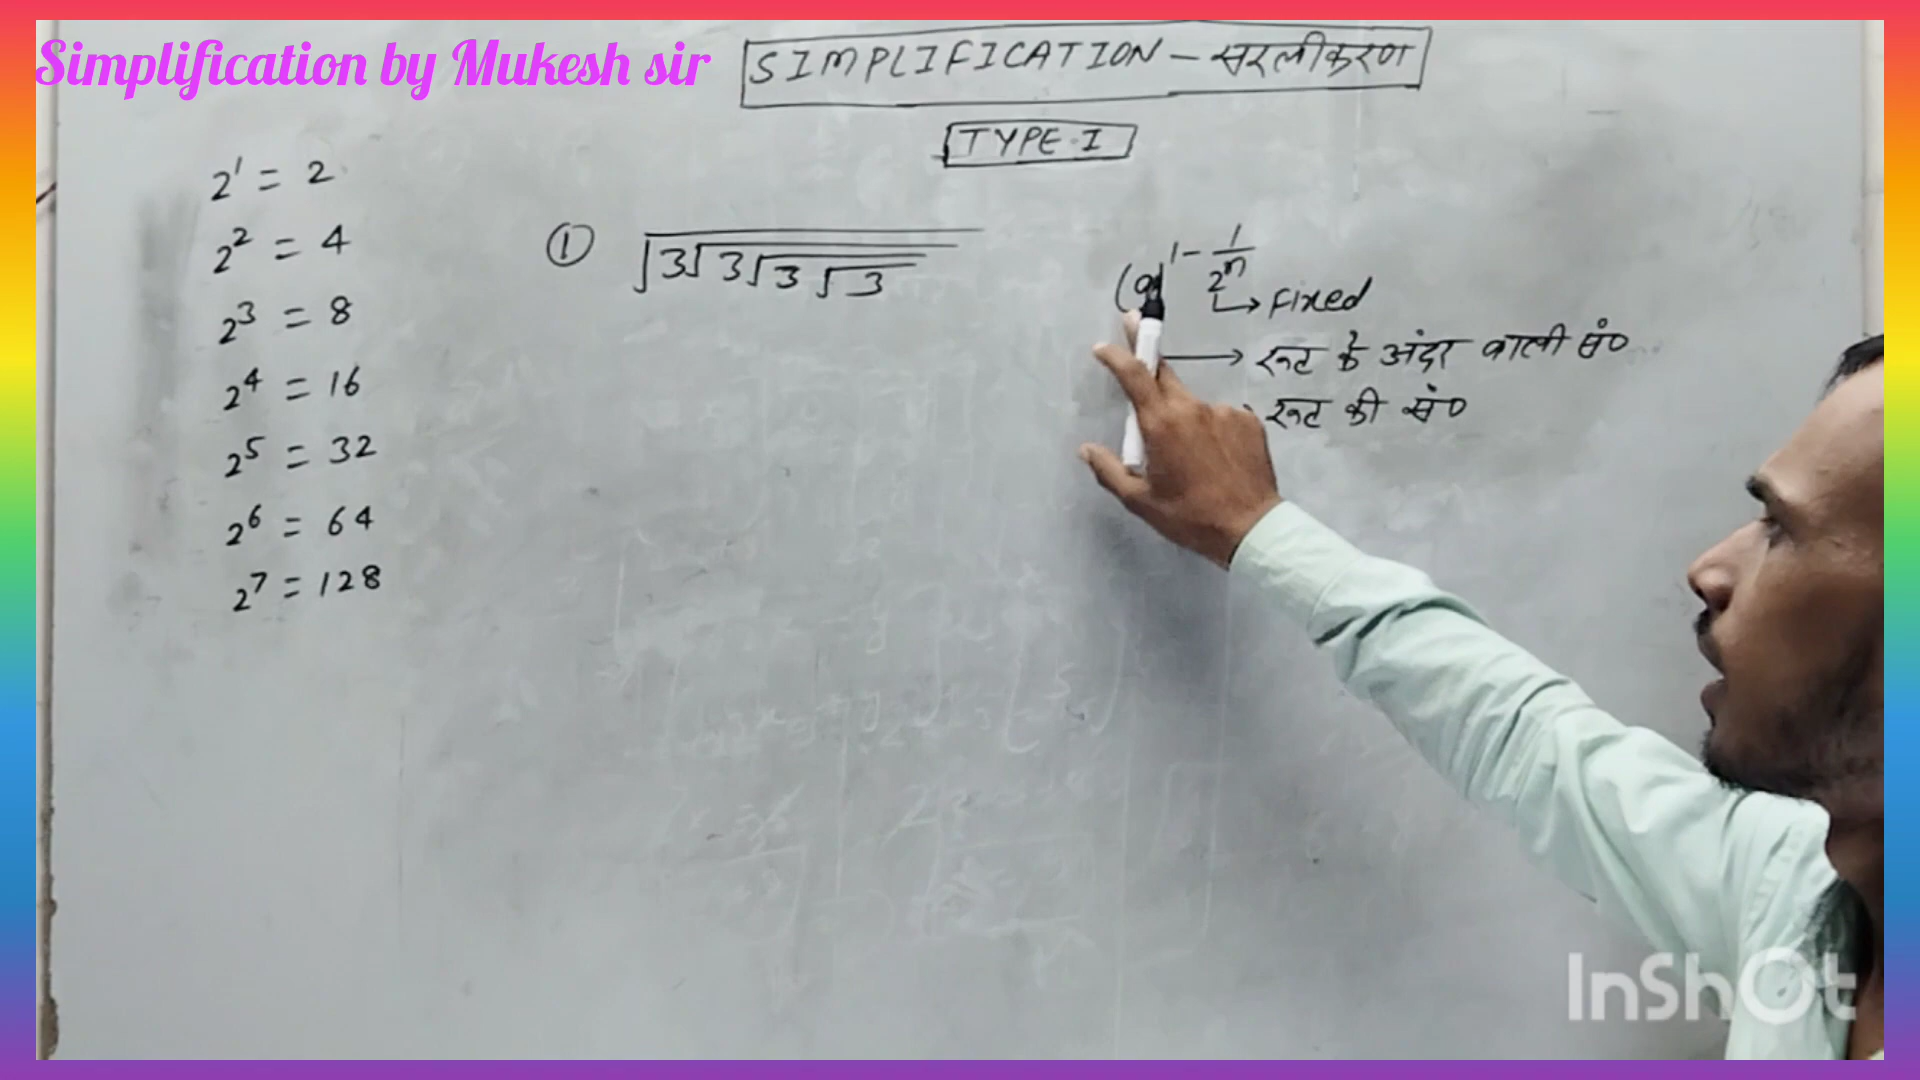 Simplification by Mukesh sir
SIMPLIFICATION – सरलीकरण
TYPE-I
2¹ = 2
2² = 4
2³ = 8
2⁴ = 16
2⁵ = 32
2⁶ = 64
2⁷ = 128
① √3√3√3√3
(a)^1 - 1/2^n
→ Fixed
→ रूट के अंदर वाली सं०
रूट की सं०
InShOt